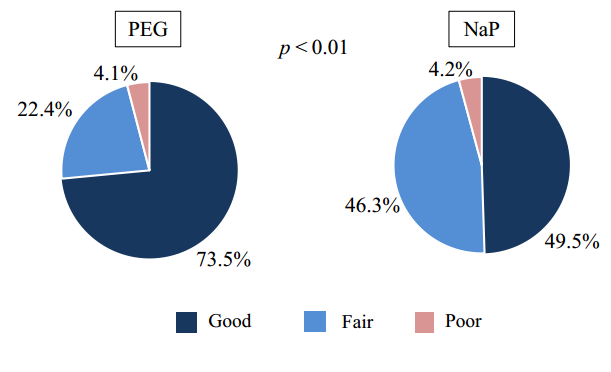 PEG
NaP
p < 0.01
4.1%
22.4%
73.5%
4.2%
46.3%
49.5%
Good
Fair
Poor